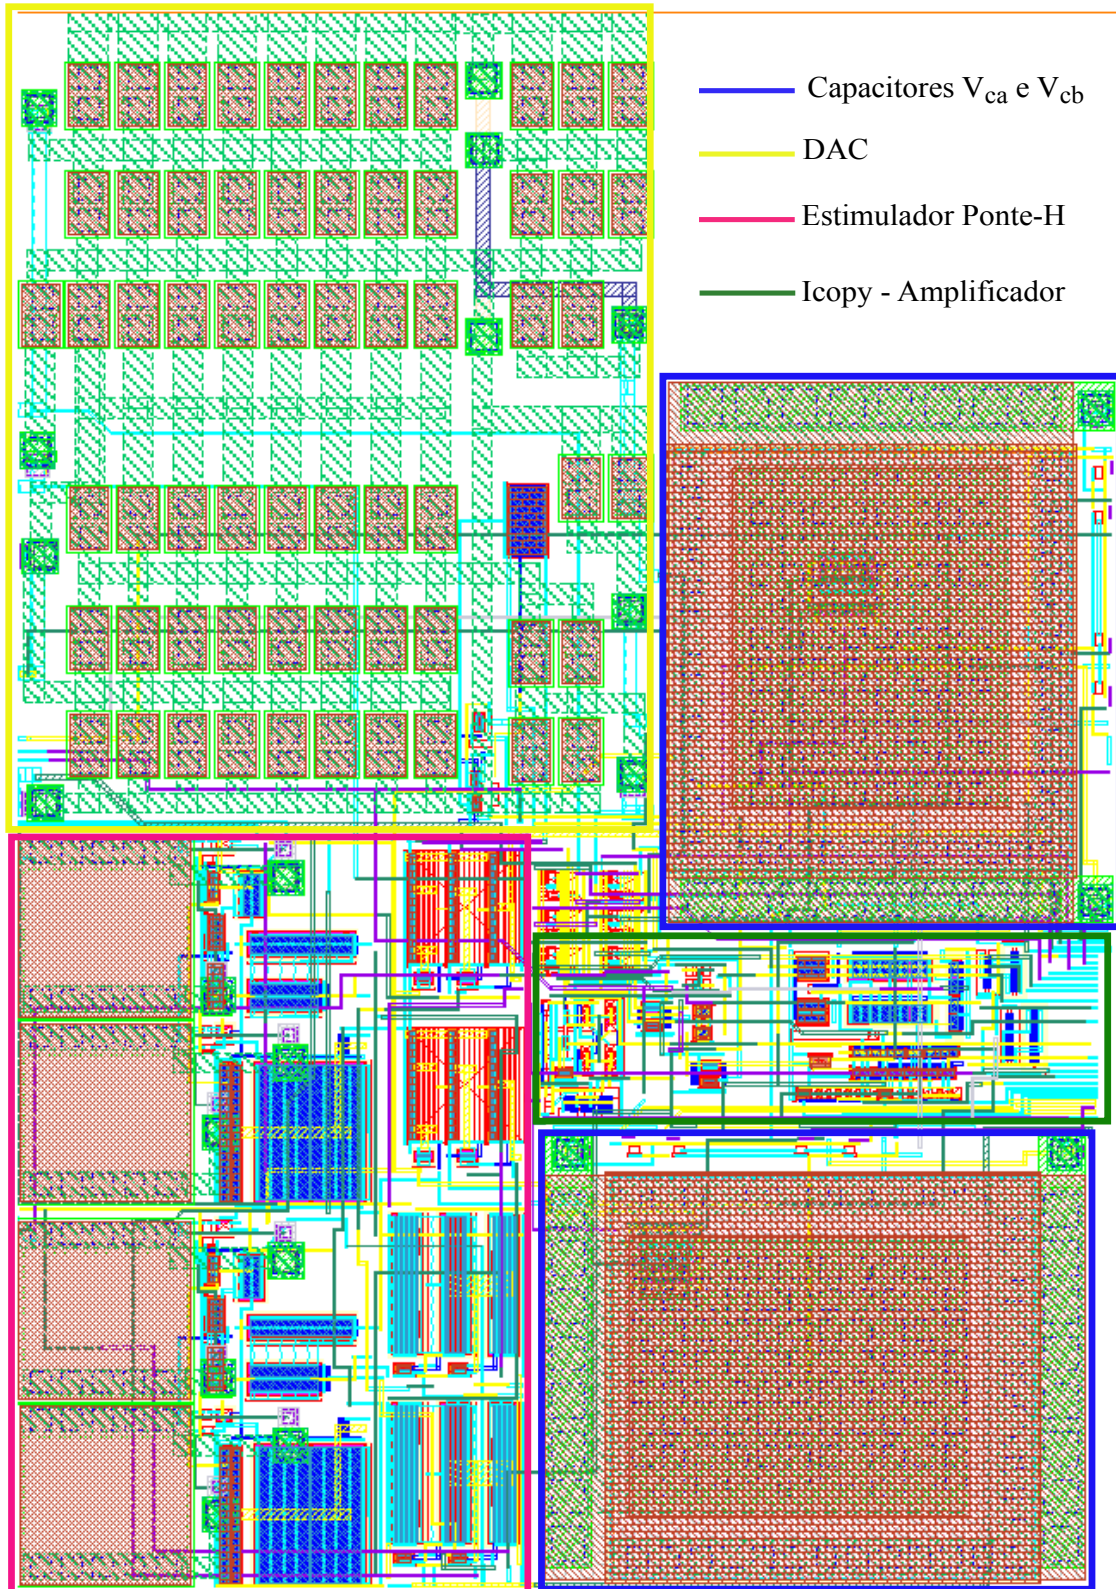 Capacitores Vca e Vcb
DAC
Estimulador Ponte-H
Icopy - Amplificador